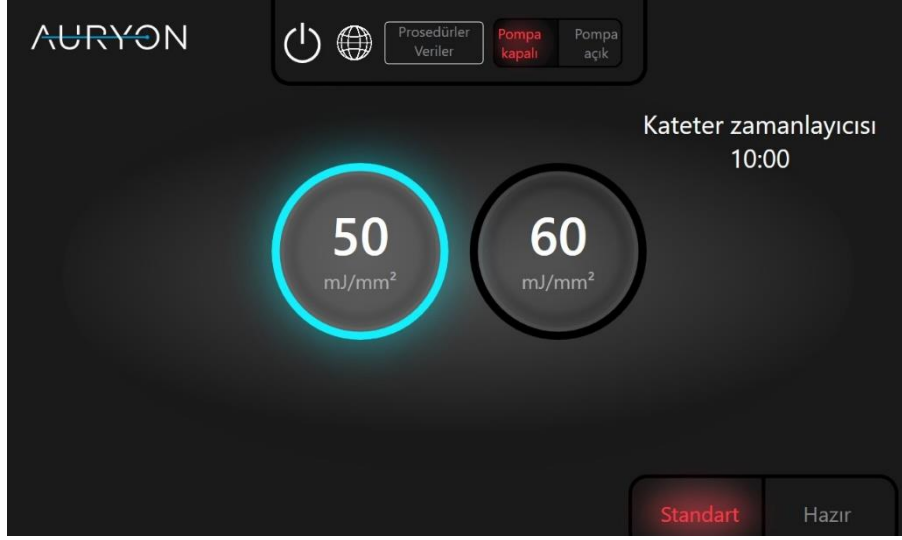 AURYON
Prosedürler
Veriler
Pompa
kapalı
Pompa
açık
Kateter zamanlayıcısı
10:00
50
mJ/mm²
60
mJ/mm²
Standart
Hazır